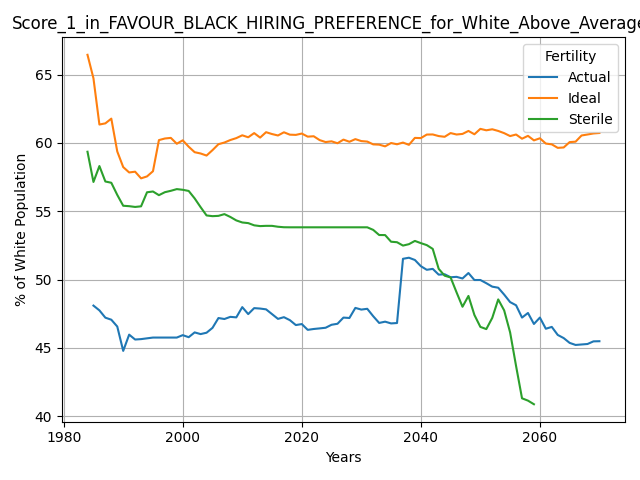 Score_1_in_FAVOUR_BLACK_HIRING_PREFERENCE_for_White_Above_Average
Fertility
Actual
Ideal
Sterile
% of White Population
65
60
55
50
45
40
1980
2000
2020
2040
2060
Years